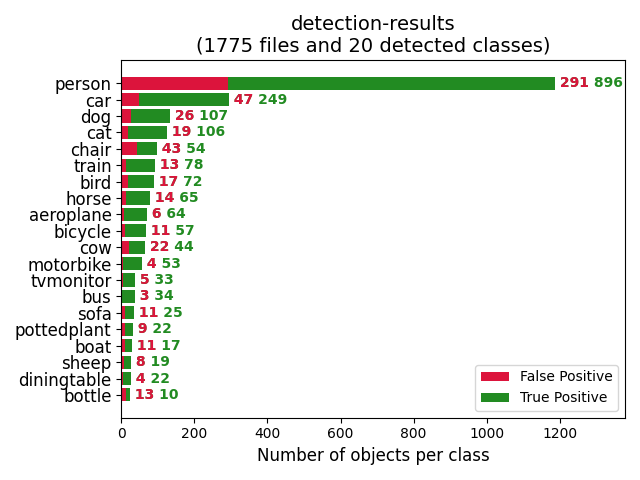 detection-results
(1775 files and 20 detected classes)
person 291 896
car 47 249
dog 26 107
cat 19 106
chair 43 54
train 13 78
bird 17 72
horse 14 65
aeroplane 6 64
bicycle 11 57
cow 22 44
motorbike 4 53
tvmonitor 5 33
bus 3 34
sofa 11 25
pottedplant 9 22
boat 11 17
sheep 8 19
diningtable 4 22
bottle 13 10
False Positive
True Positive
0 200 400 600 800 1000 1200
Number of objects per class